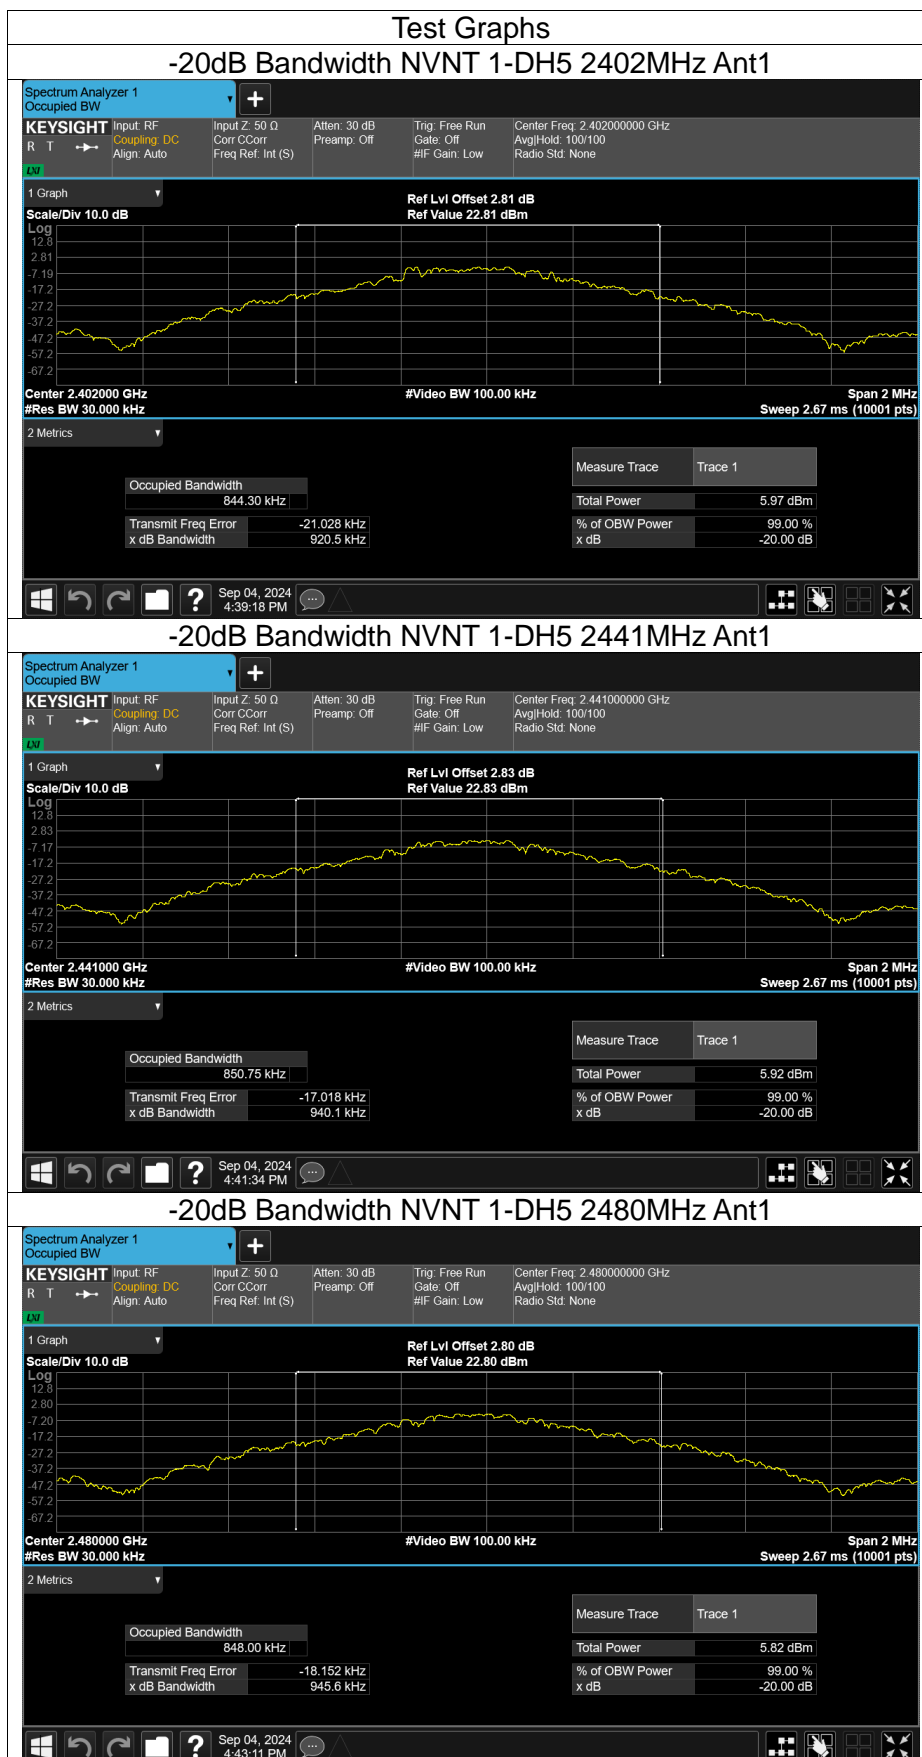 Test Graphs
-20dB Bandwidth NVNT 1-DH5 2402MHz Ant1
Spectrum Analyzer 1
Occupied BW
KEYSIGHT Input: RF Input Z: 50 Ω Atten: 30 dB Trig: Free Run Center Freq: 2.402000000 GHz
R T Coupling: DC Corr CCorr Preamp: Off Gate: Off Avg|Hold: 100/100
Align: Auto Freq Ref: Int (S) #IF Gain: Low Radio Std: None
LXI
1 Graph
Ref Lvl Offset 2.81 dB
Scale/Div 10.0 dB Ref Value 22.81 dBm
Log
12.8
2.81
-7.19
-17.2
-27.2
-37.2
-47.2
-57.2
-67.2
Center 2.402000 GHz #Video BW 100.00 kHz Span 2 MHz
#Res BW 30.000 kHz Sweep 2.67 ms (10001 pts)
2 Metrics
Measure Trace Trace 1
Occupied Bandwidth
844.30 kHz Total Power 5.97 dBm
Transmit Freq Error -21.028 kHz % of OBW Power 99.00 %
x dB Bandwidth 920.5 kHz x dB -20.00 dB
Sep 04, 2024
4:39:18 PM
-20dB Bandwidth NVNT 1-DH5 2441MHz Ant1
Spectrum Analyzer 1
Occupied BW
KEYSIGHT Input: RF Input Z: 50 Ω Atten: 30 dB Trig: Free Run Center Freq: 2.441000000 GHz
R T Coupling: DC Corr CCorr Preamp: Off Gate: Off Avg|Hold: 100/100
Align: Auto Freq Ref: Int (S) #IF Gain: Low Radio Std: None
LXI
1 Graph
Ref Lvl Offset 2.83 dB
Scale/Div 10.0 dB Ref Value 22.83 dBm
Log
12.8
2.83
-7.17
-17.2
-27.2
-37.2
-47.2
-57.2
-67.2
Center 2.441000 GHz #Video BW 100.00 kHz Span 2 MHz
#Res BW 30.000 kHz Sweep 2.67 ms (10001 pts)
2 Metrics
Measure Trace Trace 1
Occupied Bandwidth
850.75 kHz Total Power 5.92 dBm
Transmit Freq Error -17.018 kHz % of OBW Power 99.00 %
x dB Bandwidth 940.1 kHz x dB -20.00 dB
Sep 04, 2024
4:41:34 PM
-20dB Bandwidth NVNT 1-DH5 2480MHz Ant1
Spectrum Analyzer 1
Occupied BW
KEYSIGHT Input: RF Input Z: 50 Ω Atten: 30 dB Trig: Free Run Center Freq: 2.480000000 GHz
R T Coupling: DC Corr CCorr Preamp: Off Gate: Off Avg|Hold: 100/100
Align: Auto Freq Ref: Int (S) #IF Gain: Low Radio Std: None
LXI
1 Graph
Ref Lvl Offset 2.80 dB
Scale/Div 10.0 dB Ref Value 22.80 dBm
Log
12.8
2.80
-7.20
-17.2
-27.2
-37.2
-47.2
-57.2
-67.2
Center 2.480000 GHz #Video BW 100.00 kHz Span 2 MHz
#Res BW 30.000 kHz Sweep 2.67 ms (10001 pts)
2 Metrics
Measure Trace Trace 1
Occupied Bandwidth
848.00 kHz Total Power 5.82 dBm
Transmit Freq Error -18.152 kHz % of OBW Power 99.00 %
x dB Bandwidth 945.6 kHz x dB -20.00 dB
Sep 04, 2024
4:43:11 PM